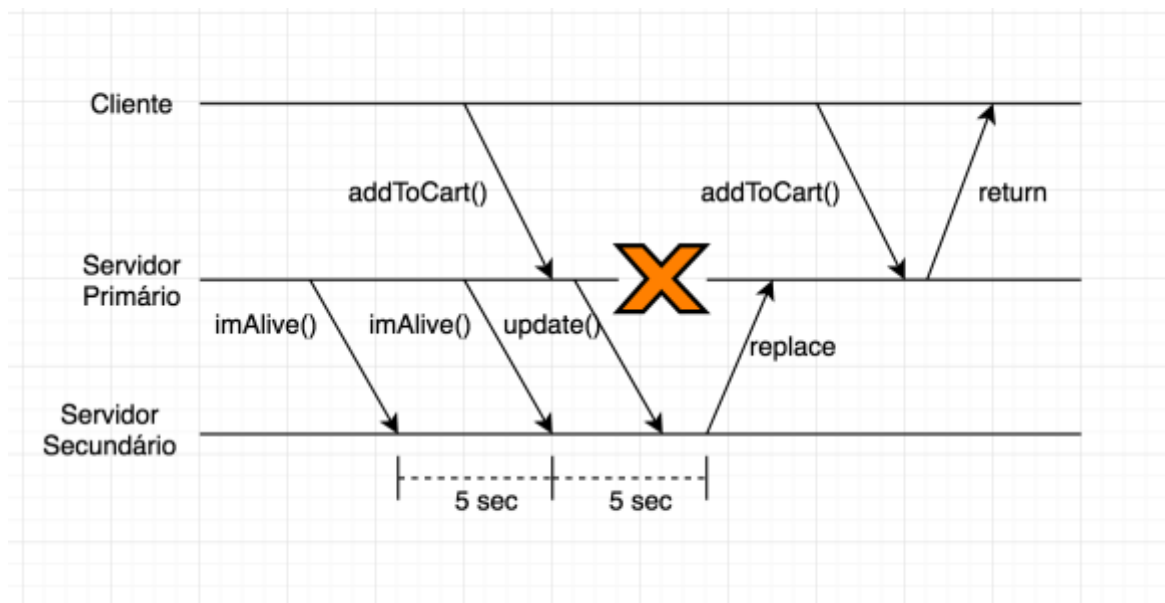 Cliente
addToCart()
addToCart()
return
Servidor
Primário
imAlive()
imAlive()
update()
replace
Servidor
Secundário
5 sec
5 sec